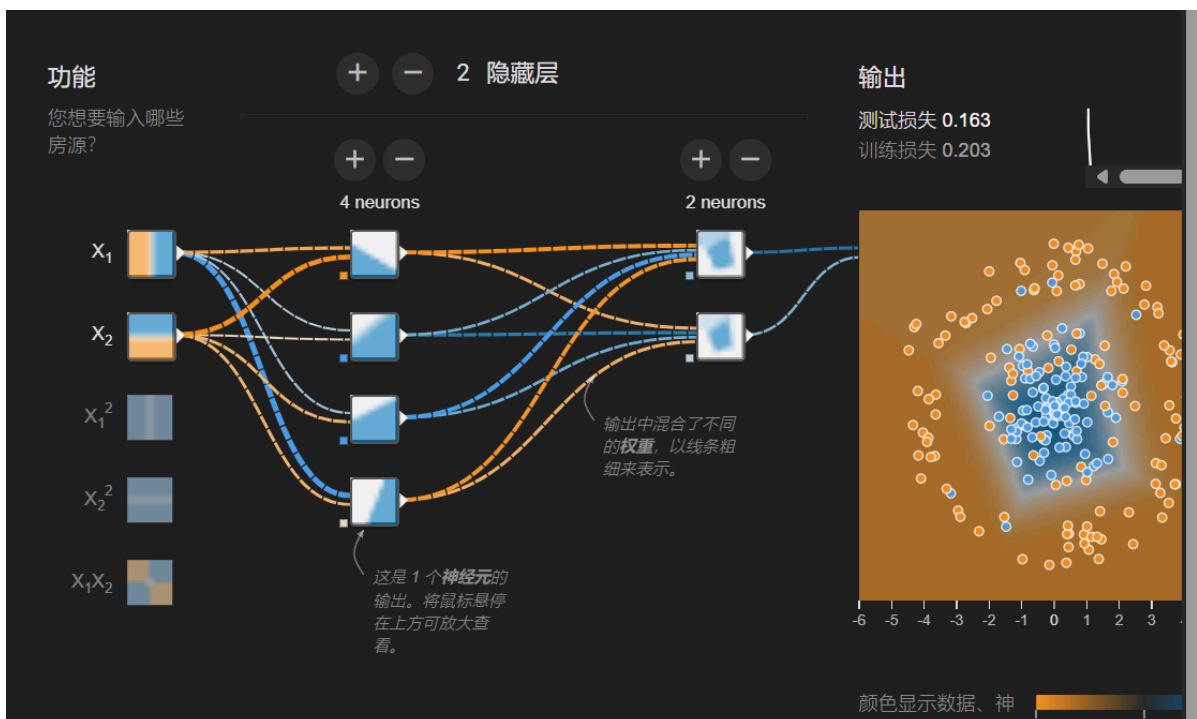 功能
您想要输入哪些
房源？
+ − 2 隐藏层
+ −
4 neurons
+ −
2 neurons
X₁
X₂
X₁²
X₂²
X₁X₂
输出中混合了不同
的权重，以线条粗
细来表示。
这是 1 个神经元的
输出。将鼠标悬停
在上方可放大查
看。
输出
测试损失 0.163
训练损失 0.203
-6 -5 -4 -3 -2 -1 0 1 2 3
颜色显示数据、神